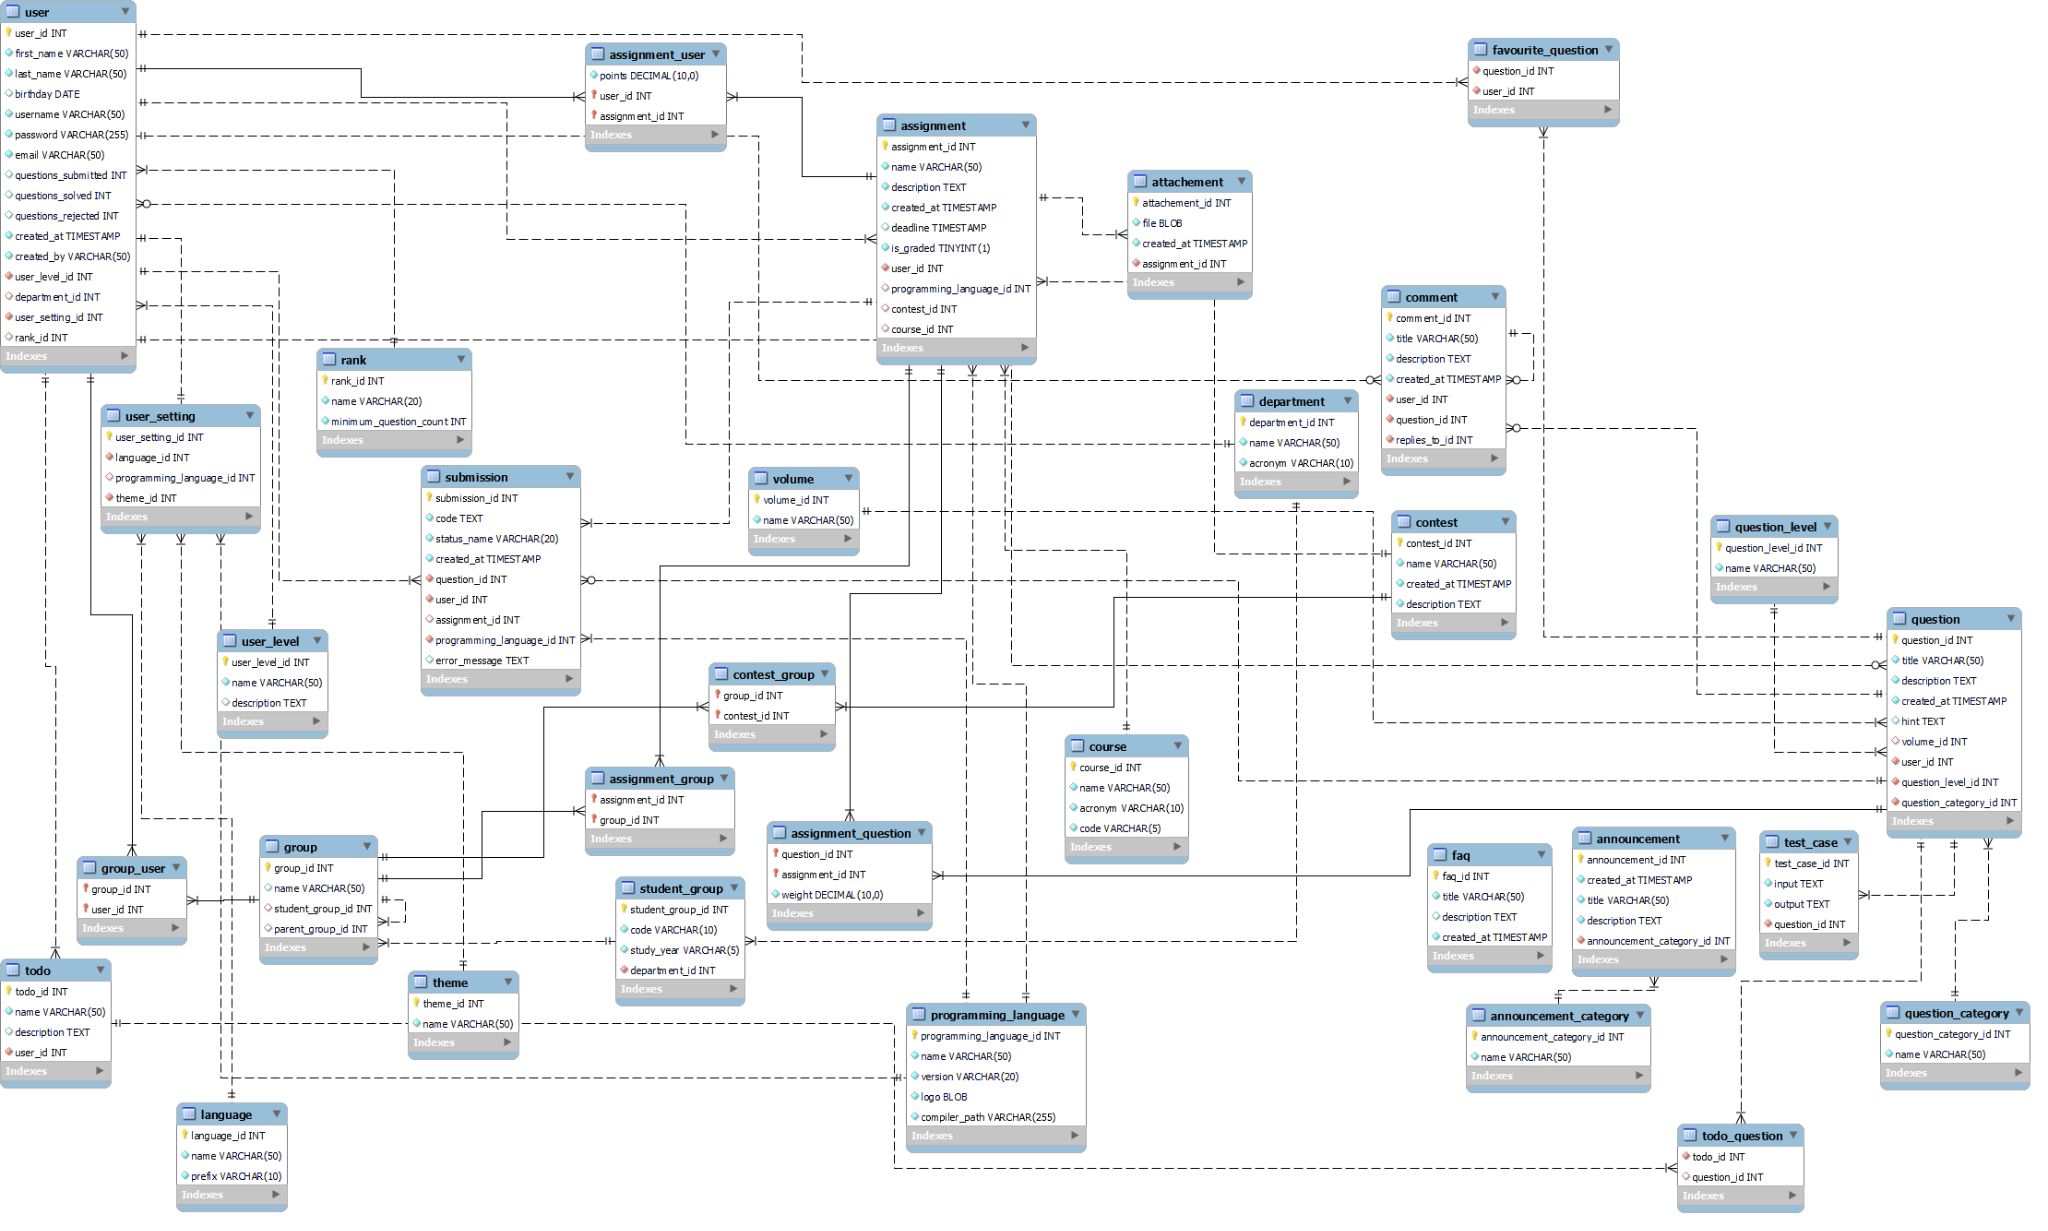 user
user_id INT
first_name VARCHAR(50)
last_name VARCHAR(50)
birthday DATE
username VARCHAR(50)
password VARCHAR(255)
email VARCHAR(50)
questions_submitted INT
questions_solved INT
questions_rejected INT
created_at TIMESTAMP
created_by VARCHAR(50)
user_level_id INT
department_id INT
user_setting_id INT
rank_id INT
Indexes
assignment_user
points DECIMAL(10,0)
user_id INT
assignment_id INT
Indexes
favourite_question
question_id INT
user_id INT
Indexes
assignment
assignment_id INT
name VARCHAR(50)
description TEXT
created_at TIMESTAMP
deadline TIMESTAMP
is_graded TINYINT(1)
user_id INT
programming_language_id INT
contest_id INT
course_id INT
Indexes
attachement
attachement_id INT
file BLOB
created_at TIMESTAMP
assignment_id INT
Indexes
comment
comment_id INT
title VARCHAR(50)
description TEXT
created_at TIMESTAMP
user_id INT
question_id INT
replies_to_id INT
Indexes
rank
rank_id INT
name VARCHAR(20)
minimum_question_count INT
Indexes
department
department_id INT
name VARCHAR(50)
acronym VARCHAR(10)
Indexes
user_setting
user_setting_id INT
language_id INT
programming_language_id INT
theme_id INT
Indexes
submission
submission_id INT
code TEXT
status_name VARCHAR(20)
created_at TIMESTAMP
question_id INT
user_id INT
assignment_id INT
programming_language_id INT
error_message TEXT
Indexes
volume
volume_id INT
name VARCHAR(50)
Indexes
contest
contest_id INT
name VARCHAR(50)
created_at TIMESTAMP
description TEXT
Indexes
question_level
question_level_id INT
name VARCHAR(50)
Indexes
question
question_id INT
title VARCHAR(50)
description TEXT
created_at TIMESTAMP
hint TEXT
volume_id INT
user_id INT
question_level_id INT
question_category_id INT
Indexes
user_level
user_level_id INT
name VARCHAR(50)
description TEXT
Indexes
contest_group
group_id INT
contest_id INT
Indexes
course
course_id INT
name VARCHAR(50)
acronym VARCHAR(10)
code VARCHAR(5)
Indexes
assignment_group
assignment_id INT
group_id INT
Indexes
assignment_question
question_id INT
assignment_id INT
weight DECIMAL(10,0)
Indexes
group_user
group_id INT
user_id INT
Indexes
group
group_id INT
name VARCHAR(50)
student_group_id INT
parent_group_id INT
Indexes
student_group
student_group_id INT
code VARCHAR(10)
study_year VARCHAR(5)
department_id INT
Indexes
faq
faq_id INT
title VARCHAR(50)
description TEXT
created_at TIMESTAMP
Indexes
announcement
announcement_id INT
created_at TIMESTAMP
title VARCHAR(50)
description TEXT
announcement_category_id INT
Indexes
test_case
test_case_id INT
input TEXT
output TEXT
question_id INT
Indexes
todo
todo_id INT
name VARCHAR(50)
description TEXT
user_id INT
Indexes
theme
theme_id INT
name VARCHAR(50)
Indexes
programming_language
programming_language_id INT
name VARCHAR(50)
version VARCHAR(20)
logo BLOB
compiler_path VARCHAR(255)
Indexes
announcement_category
announcement_category_id INT
name VARCHAR(50)
Indexes
question_category
question_category_id INT
name VARCHAR(50)
Indexes
language
language_id INT
name VARCHAR(50)
prefix VARCHAR(10)
Indexes
todo_question
todo_id INT
question_id INT
Indexes